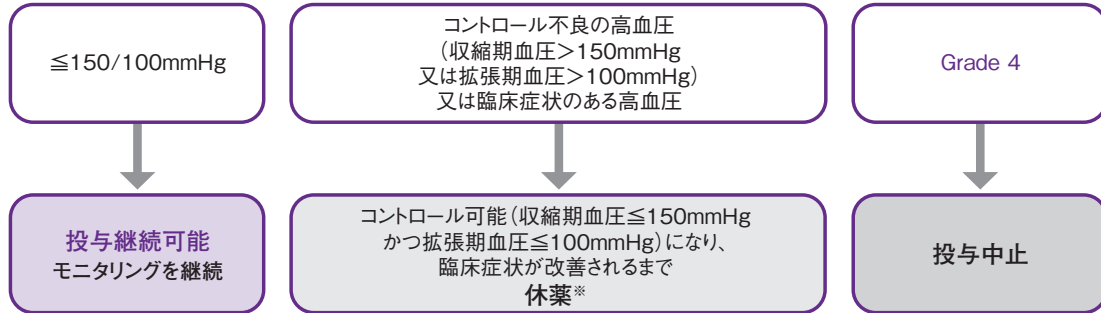 ≦150/100mmHg
コントロール不良の高血圧
(収縮期血圧>150mmHg
又は拡張期血圧>100mmHg)
又は臨床症状のある高血圧
Grade 4
投与継続可能
モニタリングを継続
コントロール可能(収縮期血圧≦150mmHg
かつ拡張期血圧≦100mmHg)になり、
臨床症状が改善されるまで
休薬※
投与中止